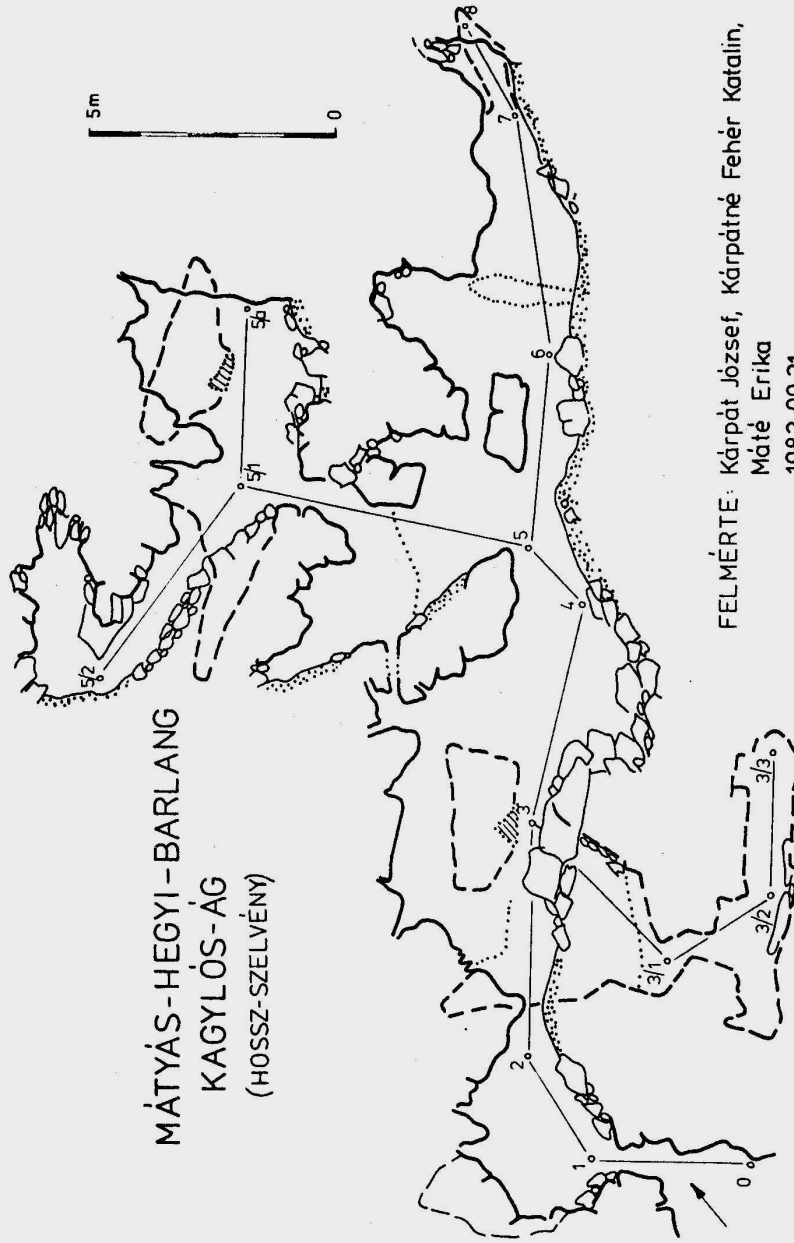 MÁTYÁS-HEGYI-BARLANG
KAGYLÓS-ÁG
(HOSSZ-SZELVÉNY)
5m
0
0
1
2
3
3/1
3/2
3/3
4
5
5/1
5/2
5/a
6
7
8
FELMÉRTE: Kárpát József, Kárpátné Fehér Katalin,
Máté Erika